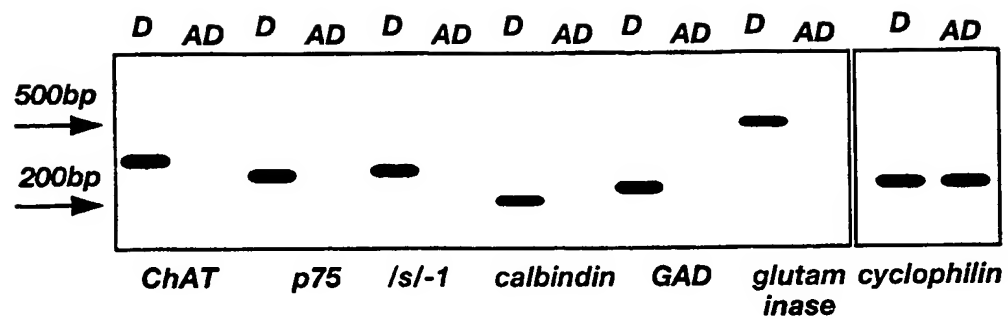 D AD D AD D AD D AD D AD D AD D AD
500bp
200bp
ChAT p75 /s/-1 calbindin GAD glutam inase cyclophilin